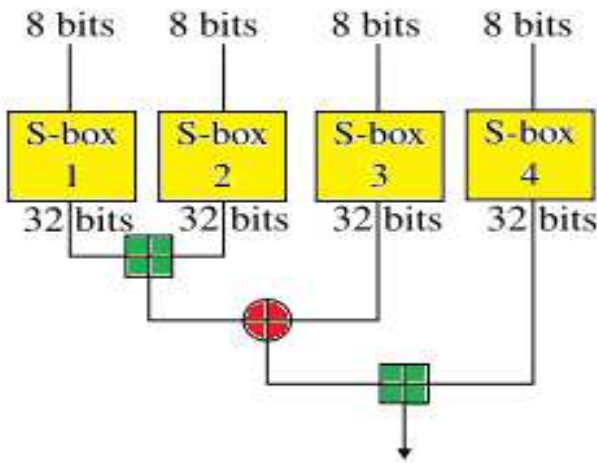 8 bits 8 bits 8 bits 8 bits
S-box S-box S-box S-box
1 2 3 4
32 bits 32 bits 32 bits 32 bits